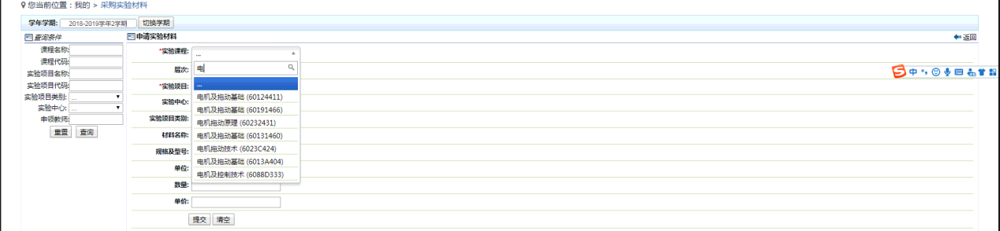 您当前位置：我的 > 采购实验材料
学年学期: 2018-2019学年2学期 切换学期
查询条件
课程名称:
课程代码:
实验项目名称:
实验项目代码:
实验项目类别: ...
实验中心: ...
申领教师:
重置 查询
申请实验材料
返回
*实验课程: ...
电
...
电机及拖动基础 (60124411)
电机及拖动基础 (60191466)
电机拖动原理 (60232431)
电机及拖动基础 (60131460)
电机拖动技术 (6023C424)
电机及拖动基础 (6013A404)
电机及控制技术 (6088D333)
层次:
*实验项目:
实验中心:
实验项目类别:
材料名称:
规格及型号:
单位:
数量:
单价:
提交 清空
S 中